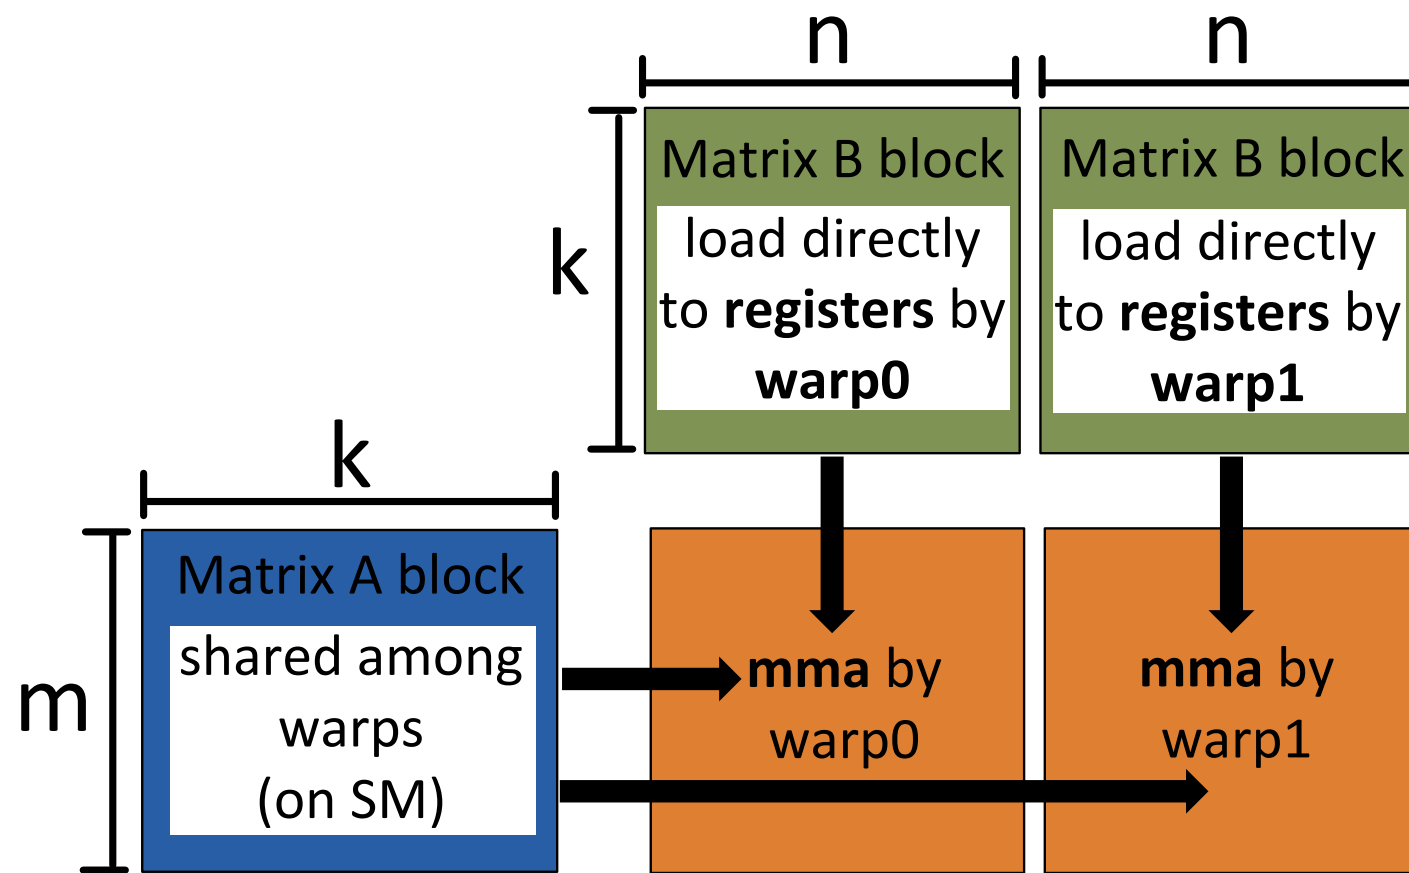 n
n
k
Matrix B block
load directly
to registers by
warp0
Matrix B block
load directly
to registers by
warp1
k
m
Matrix A block
shared among
warps
(on SM)
mma by
warp0
mma by
warp1